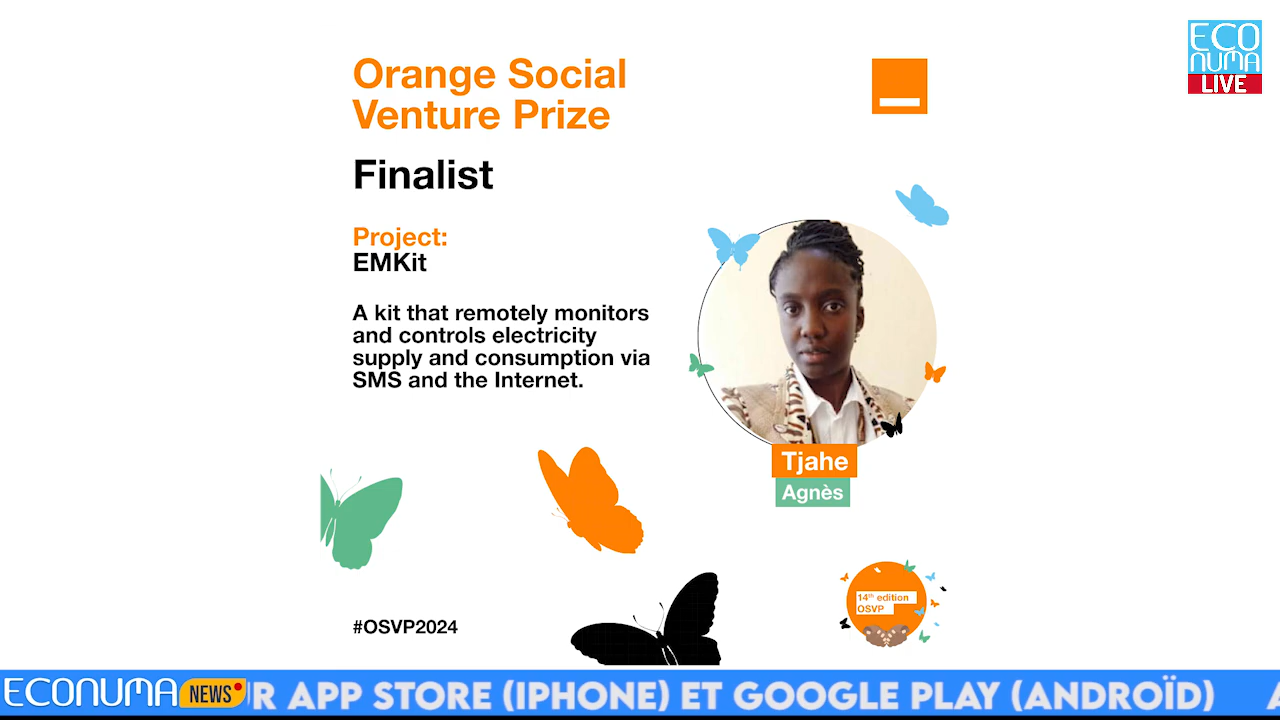 Orange Social
Venture Prize
Finalist
Project:
EMKit
A kit that remotely monitors
and controls electricity
supply and consumption via
SMS and the Internet.
Tjahe
Agnès
14th edition
OSVP
#OSVP2024
ECO
NUMA
LIVE
ECONUMA NEWS
R APP STORE (IPHONE) ET GOOGLE PLAY (ANDROÏD)